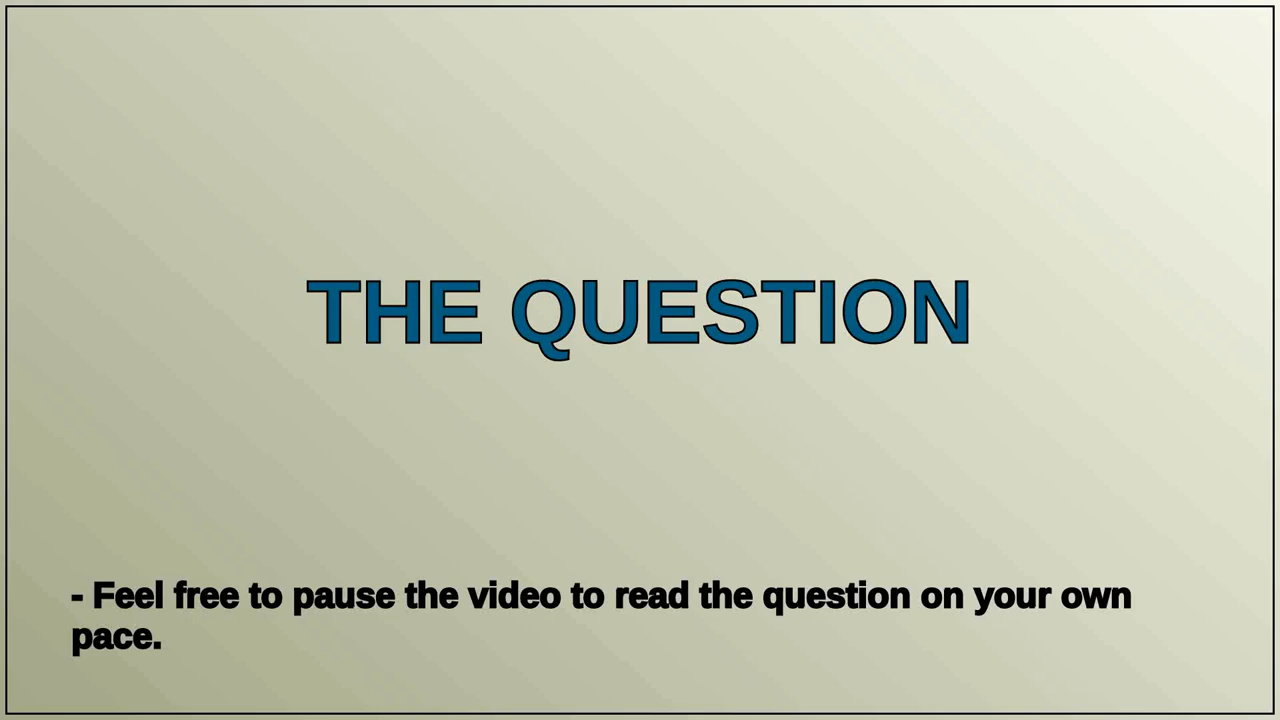 THE QUESTION
- Feel free to pause the video to read the question on your own
pace.